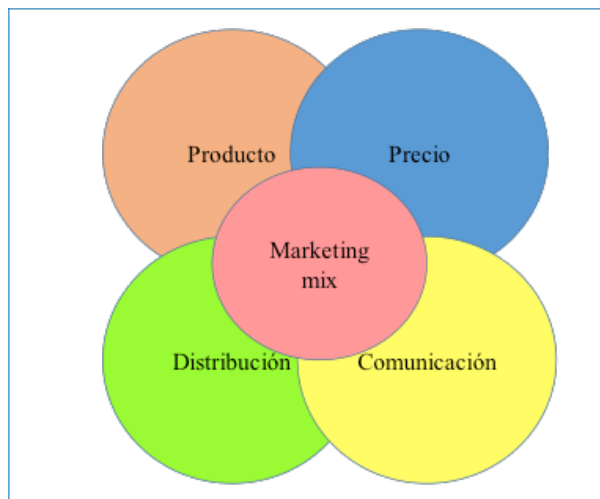 Producto
Precio
Marketing
mix
Distribución
Comunicación